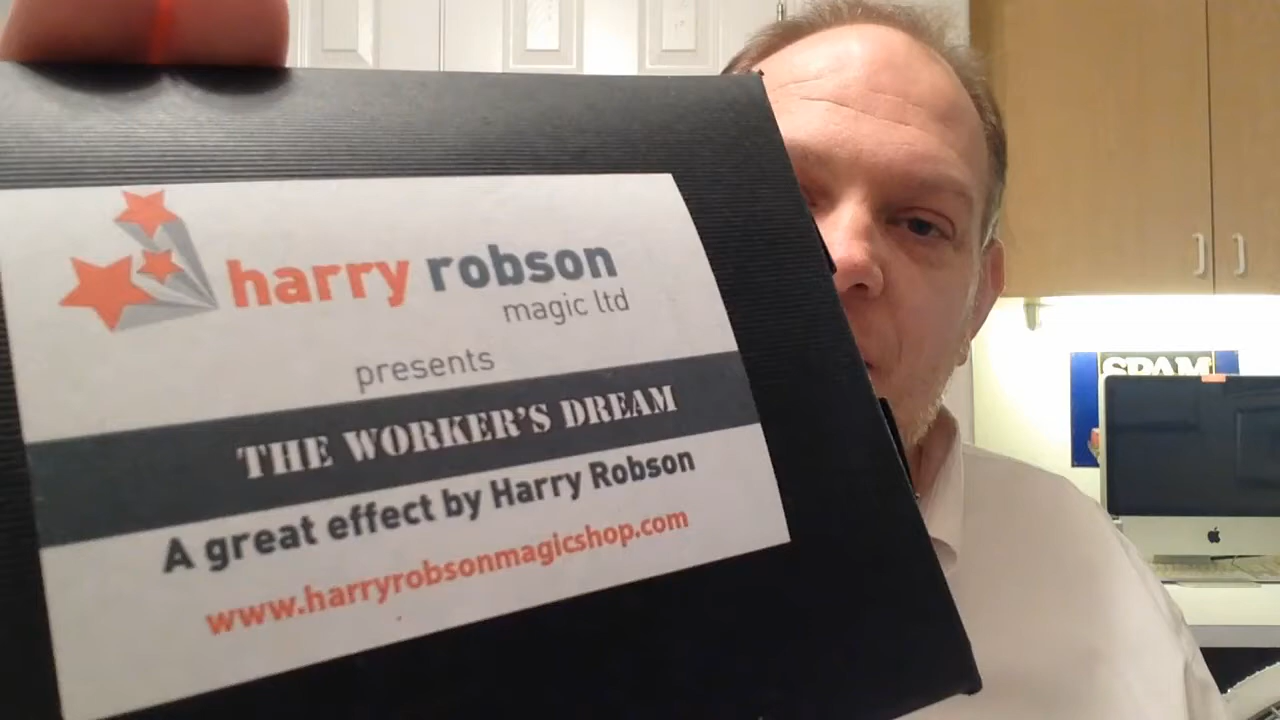 harry robson
magic ltd
presents
THE WORKER'S DREAM
A great effect by Harry Robson
www.harryrobsonmagicshop.com
SPAM